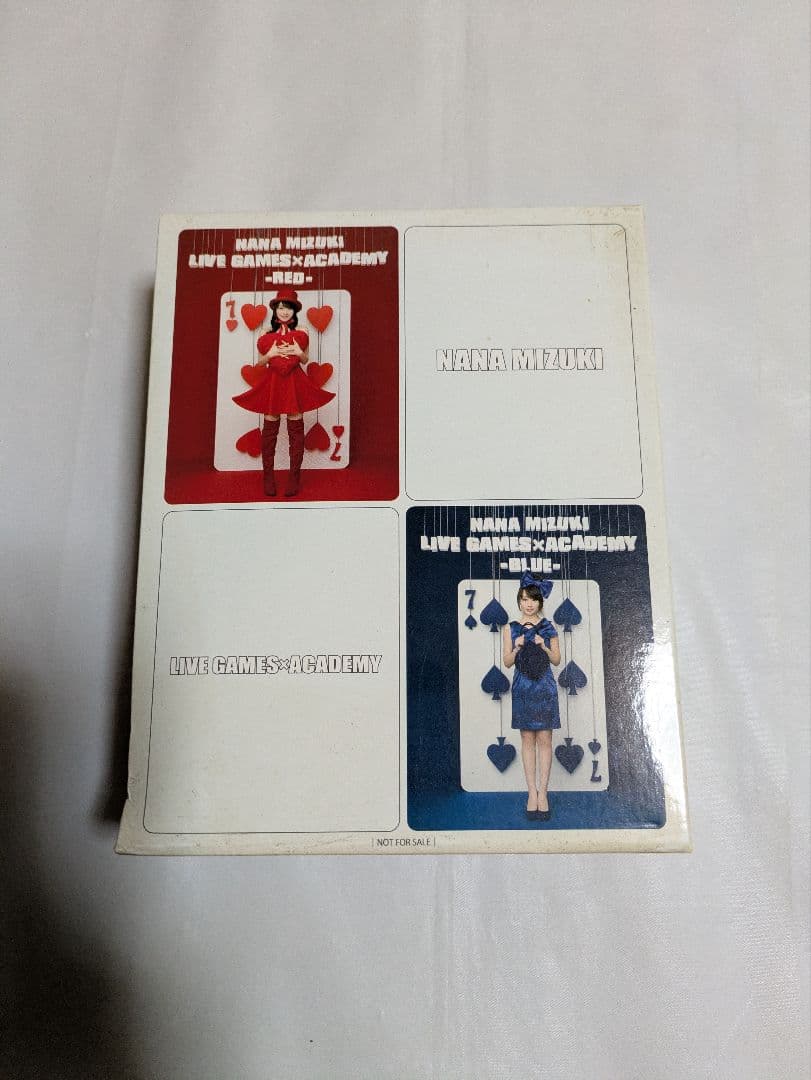 NANA MIZUKI
LIVE GAMES×ACADEMY
-RED-
7
7
NANA MIZUKI
LIVE GAMES×ACADEMY
NANA MIZUKI
LIVE GAMES×ACADEMY
-BLUE-
7
7
| NOT FOR SALE |